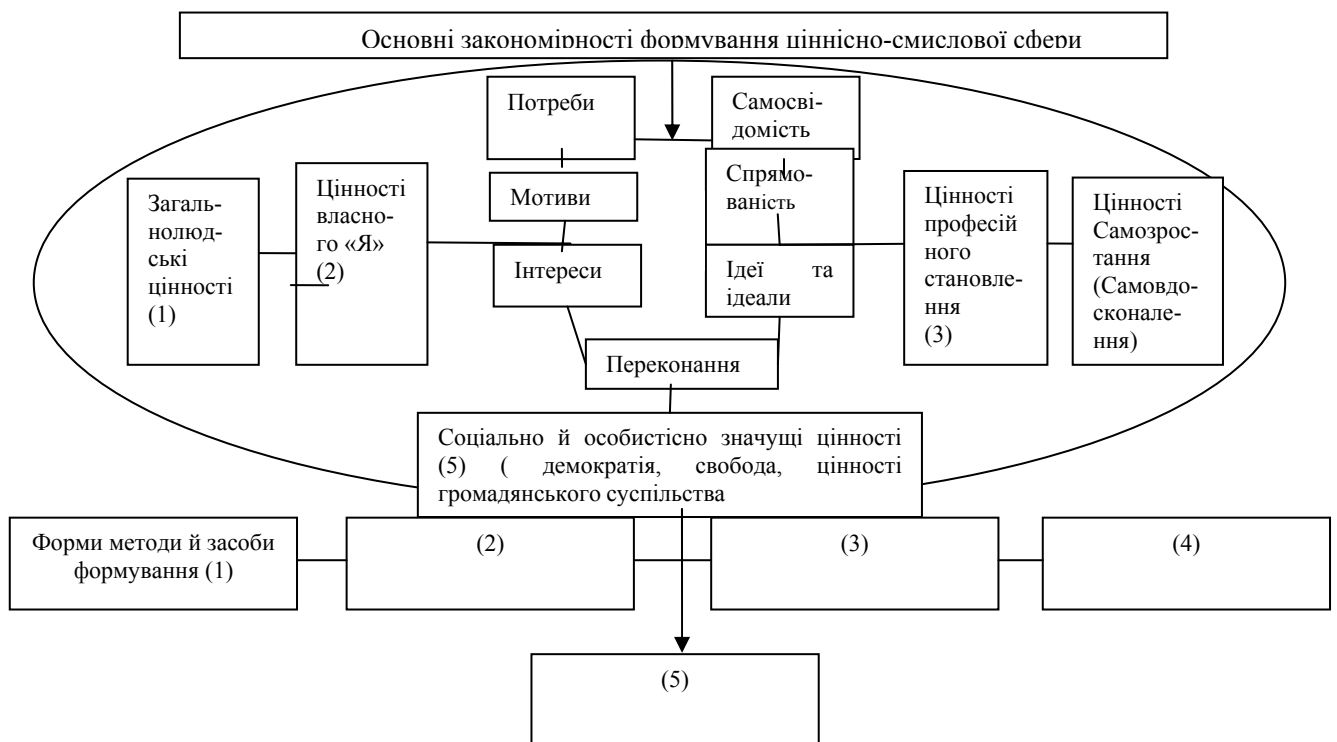 Основні закономірності формування ціннісно-смислової сфери
Потреби
Самосві-
домість
Загаль-
нолюд-
ські
цінності
(1)
Цінності
власно-
го «Я»
(2)
Мотиви
Інтереси
Спрямо-
ваність
Ідеї та
ідеали
Цінності
професій
ного
становле-
ння
(3)
Цінності
Самозрос-
тання
(Самовдо-
сконале-
ння)
Переконання
Соціально й особистісно значущі цінності
(5) ( демократія, свобода, цінності
громадянського суспільства
Форми методи й засоби
формування (1)
(2)
(3)
(4)
(5)